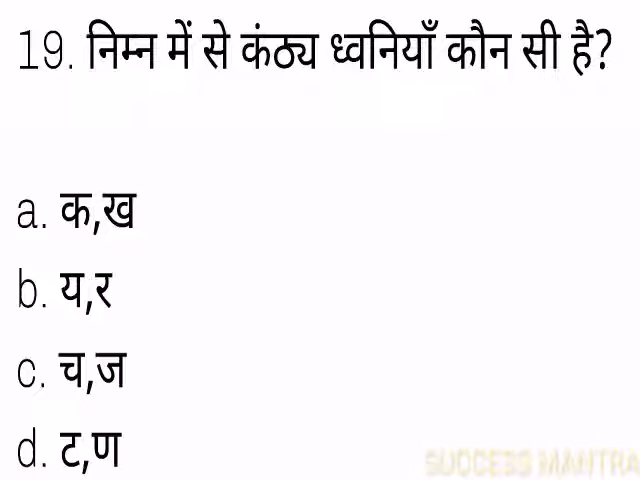 19. निम्न में से कंठ्य ध्वनियाँ कौन सी है?
a. क,ख
b. य,र
c. च,ज
d. ट,ण
SUCCESS MANTRA